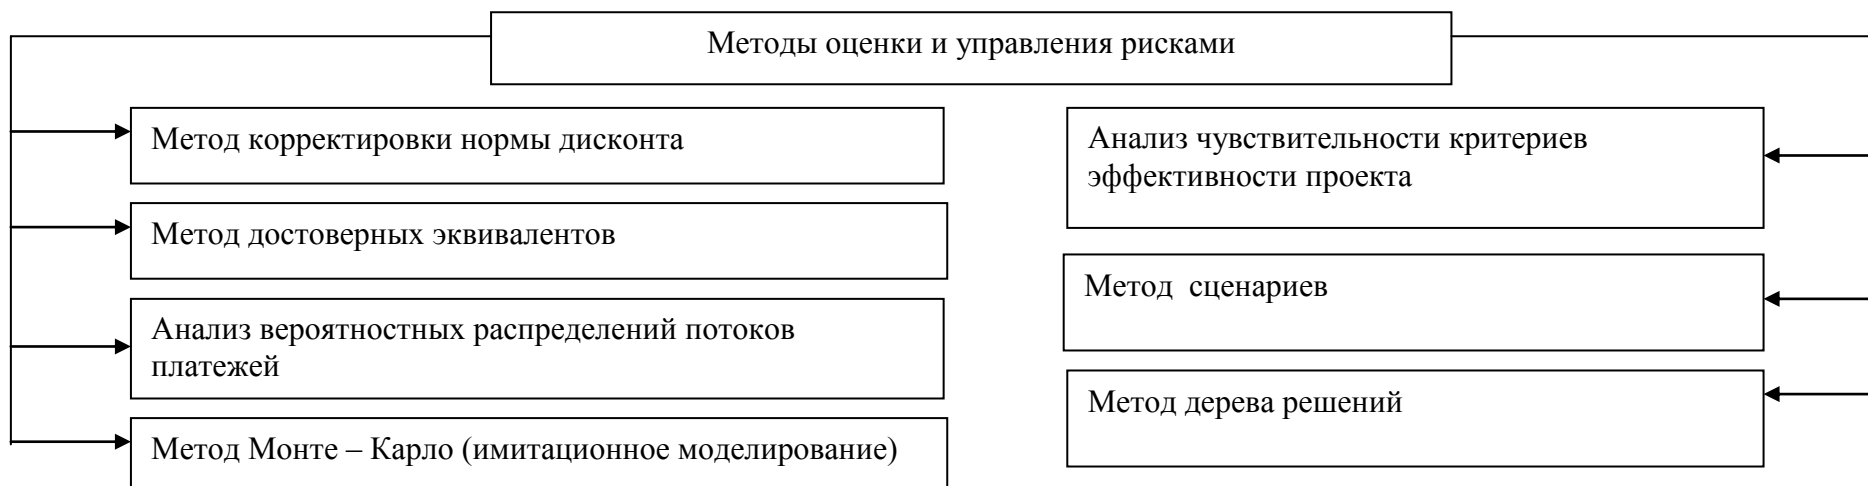 Методы оценки и управления рисками
Метод корректировки нормы дисконта
Метод достоверных эквивалентов
Анализ вероятностных распределений потоков
платежей
Метод Монте – Карло (имитационное моделирование)
Анализ чувствительности критериев
эффективности проекта
Метод сценариев
Метод дерева решений